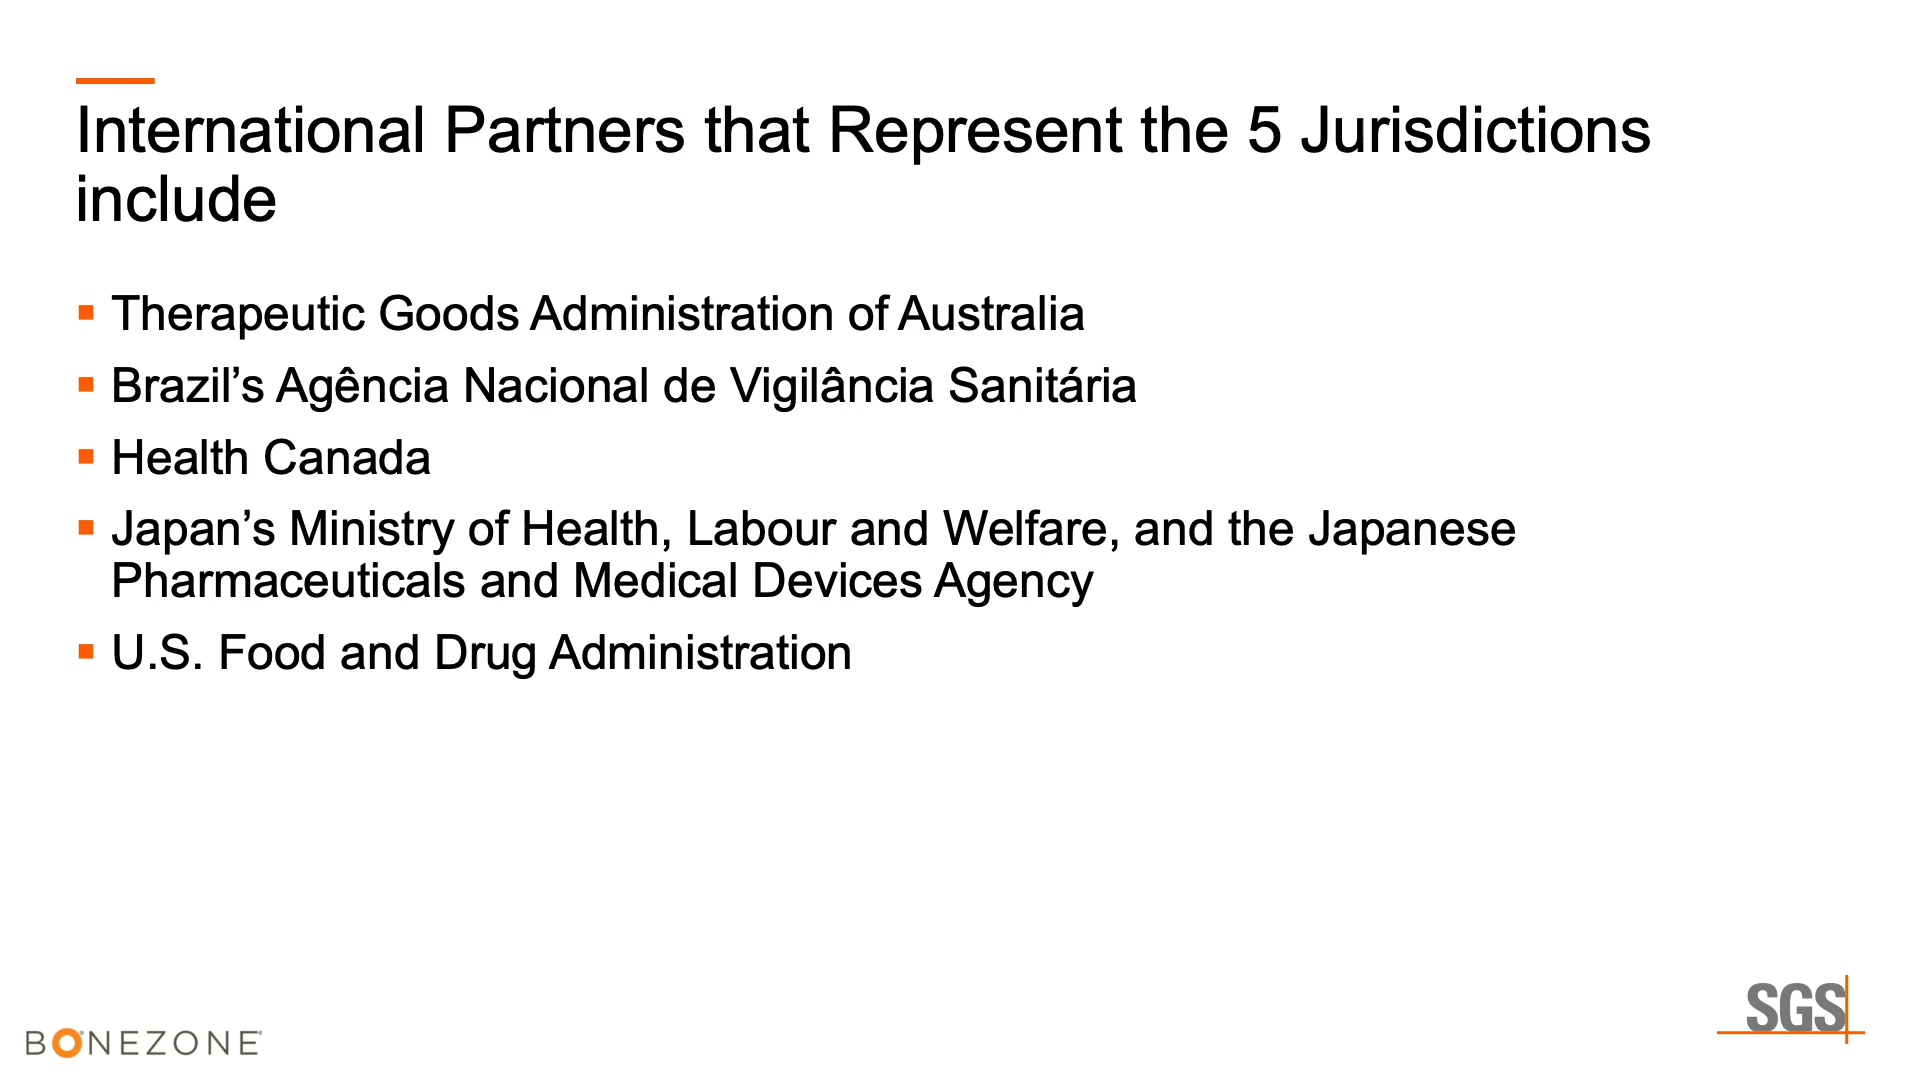 International Partners that Represent the 5 Jurisdictions
include
▪ Therapeutic Goods Administration of Australia
▪ Brazil’s Agência Nacional de Vigilância Sanitária
▪ Health Canada
▪ Japan’s Ministry of Health, Labour and Welfare, and the Japanese
Pharmaceuticals and Medical Devices Agency
▪ U.S. Food and Drug Administration
SGS
BONEZONE